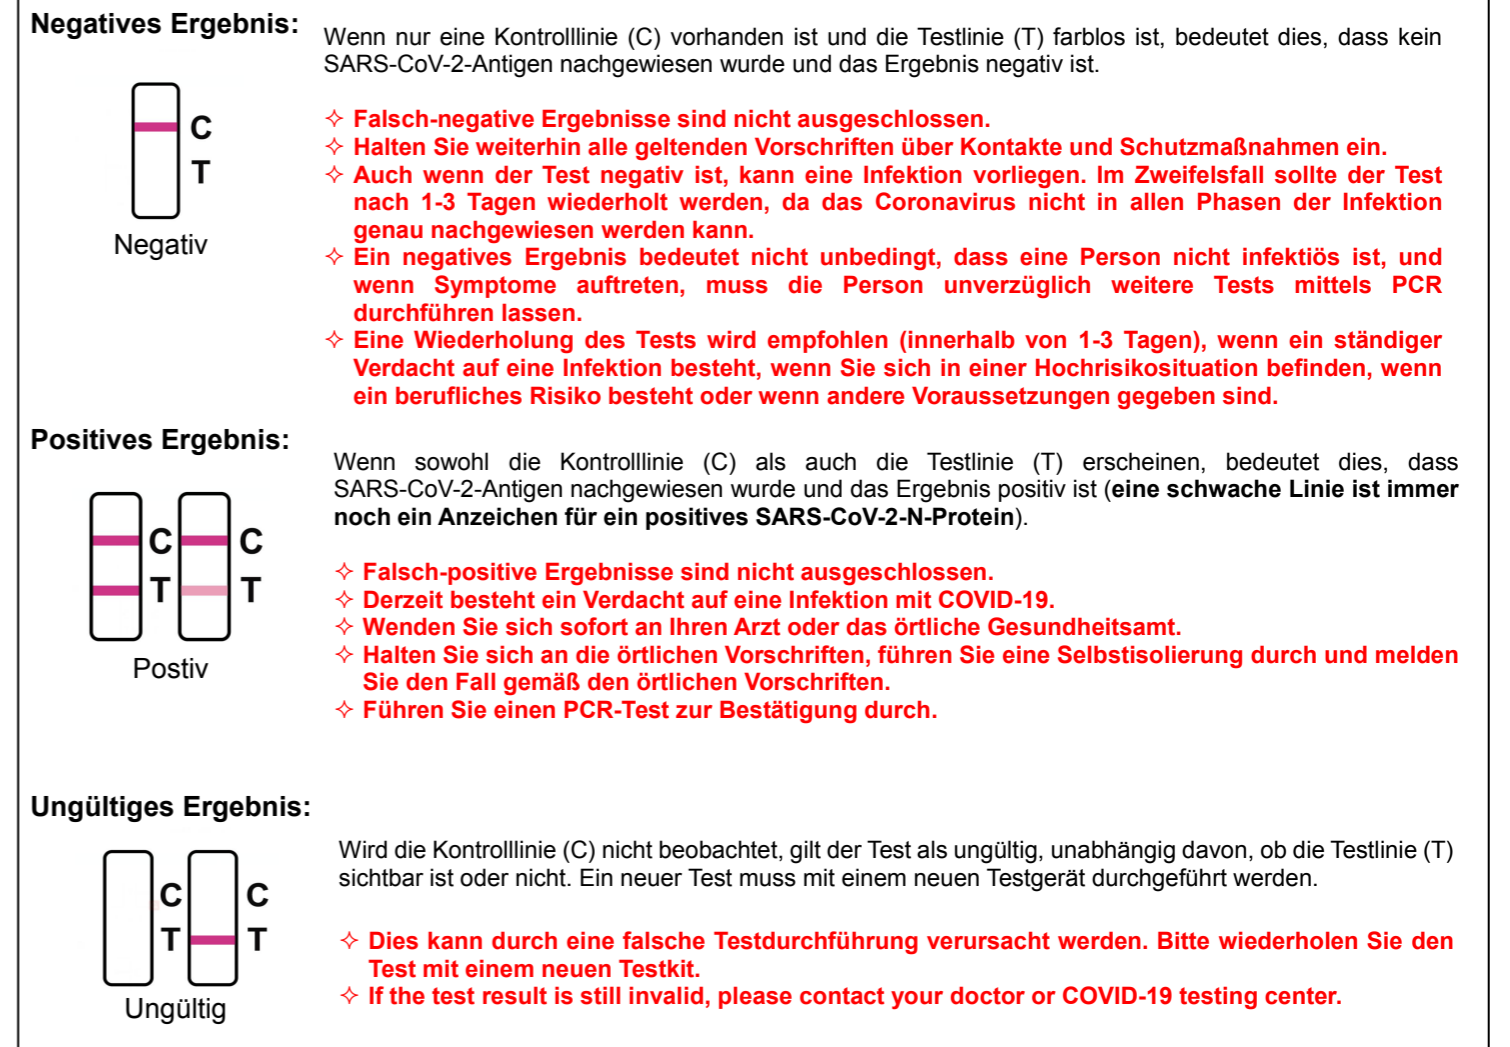 Negatives Ergebnis:
Wenn nur eine Kontrolllinie (C) vorhanden ist und die Testlinie (T) farblos ist, bedeutet dies, dass kein
SARS-CoV-2-Antigen nachgewiesen wurde und das Ergebnis negativ ist.
C
T
Negativ
✧ Falsch-negative Ergebnisse sind nicht ausgeschlossen.
✧ Halten Sie weiterhin alle geltenden Vorschriften über Kontakte und Schutzmaßnahmen ein.
✧ Auch wenn der Test negativ ist, kann eine Infektion vorliegen. Im Zweifelsfall sollte der Test
nach 1-3 Tagen wiederholt werden, da das Coronavirus nicht in allen Phasen der Infektion
genau nachgewiesen werden kann.
✧ Ein negatives Ergebnis bedeutet nicht unbedingt, dass eine Person nicht infektiös ist, und
wenn Symptome auftreten, muss die Person unverzüglich weitere Tests mittels PCR
durchführen lassen.
✧ Eine Wiederholung des Tests wird empfohlen (innerhalb von 1-3 Tagen), wenn ein ständiger
Verdacht auf eine Infektion besteht, wenn Sie sich in einer Hochrisikosituation befinden, wenn
ein berufliches Risiko besteht oder wenn andere Voraussetzungen gegeben sind.
Positives Ergebnis:
Wenn sowohl die Kontrolllinie (C) als auch die Testlinie (T) erscheinen, bedeutet dies, dass
SARS-CoV-2-Antigen nachgewiesen wurde und das Ergebnis positiv ist (eine schwache Linie ist immer
noch ein Anzeichen für ein positives SARS-CoV-2-N-Protein).
C C
T T
Postiv
✧ Falsch-positive Ergebnisse sind nicht ausgeschlossen.
✧ Derzeit besteht ein Verdacht auf eine Infektion mit COVID-19.
✧ Wenden Sie sich sofort an Ihren Arzt oder das örtliche Gesundheitsamt.
✧ Halten Sie sich an die örtlichen Vorschriften, führen Sie eine Selbstisolierung durch und melden
Sie den Fall gemäß den örtlichen Vorschriften.
✧ Führen Sie einen PCR-Test zur Bestätigung durch.
Ungültiges Ergebnis:
Wird die Kontrolllinie (C) nicht beobachtet, gilt der Test als ungültig, unabhängig davon, ob die Testlinie (T)
sichtbar ist oder nicht. Ein neuer Test muss mit einem neuen Testgerät durchgeführt werden.
C C
T T
Ungültig
✧ Dies kann durch eine falsche Testdurchführung verursacht werden. Bitte wiederholen Sie den
Test mit einem neuen Testkit.
✧ If the test result is still invalid, please contact your doctor or COVID-19 testing center.